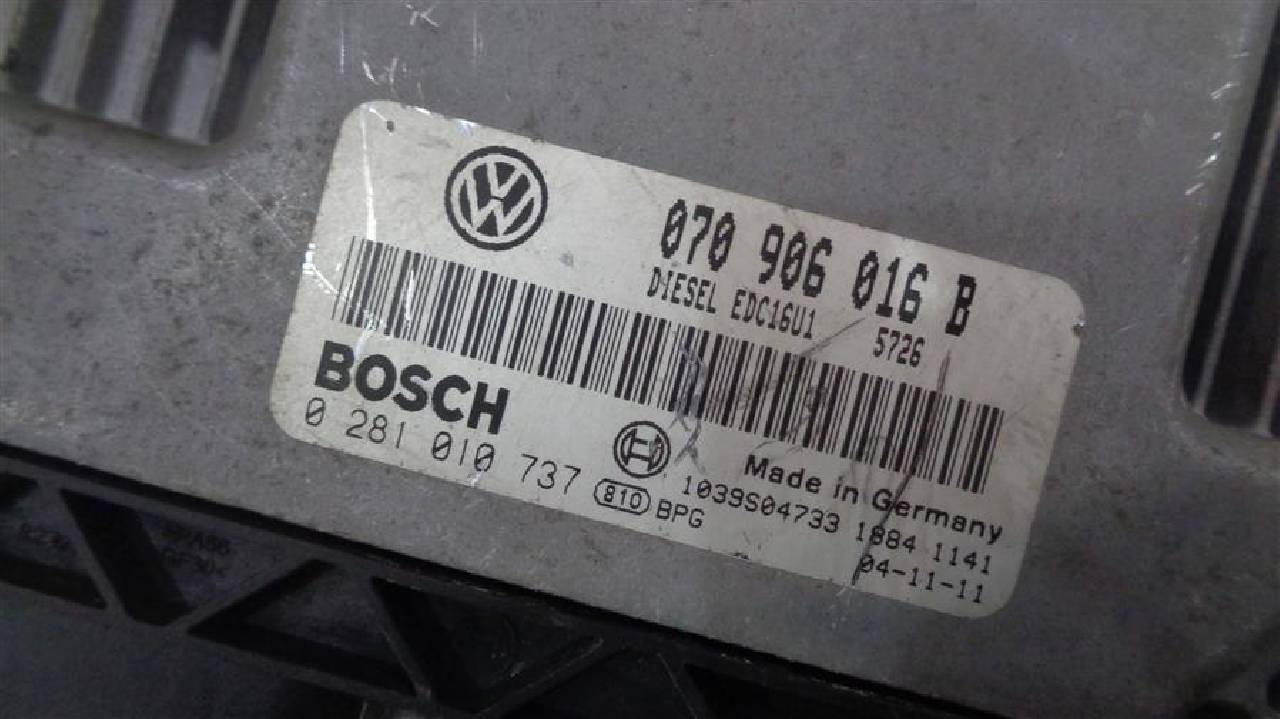 070 906 016 B
DIESEL EDC16U1 5726
BOSCH
0 281 010 737
Made in Germany
810 BPG
1039S04733 1884 1141
04-11-11